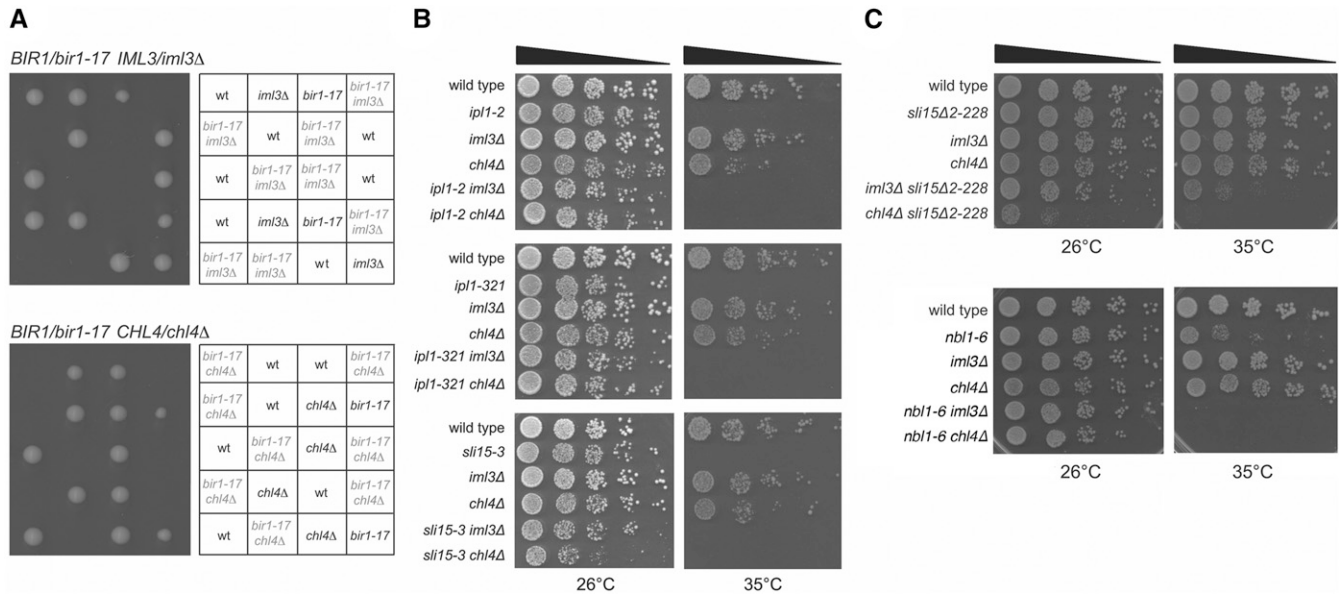 A
BIR1/bir1-17 IML3/iml3Δ
wt iml3Δ bir1-17 bir1-17 iml3Δ
bir1-17 iml3Δ wt bir1-17 iml3Δ wt
wt bir1-17 iml3Δ bir1-17 iml3Δ wt
wt iml3Δ bir1-17 bir1-17 iml3Δ
bir1-17 iml3Δ bir1-17 iml3Δ wt iml3Δ
BIR1/bir1-17 CHL4/chl4Δ
bir1-17 chl4Δ wt wt bir1-17 chl4Δ
bir1-17 chl4Δ wt chl4Δ bir1-17
wt bir1-17 chl4Δ chl4Δ bir1-17 chl4Δ
bir1-17 chl4Δ chl4Δ wt bir1-17 chl4Δ
wt bir1-17 chl4Δ chl4Δ bir1-17
B
wild type
ipl1-2
iml3Δ
chl4Δ
ipl1-2 iml3Δ
ipl1-2 chl4Δ
wild type
ipl1-321
iml3Δ
chl4Δ
ipl1-321 iml3Δ
ipl1-321 chl4Δ
wild type
sli15-3
iml3Δ
chl4Δ
sli15-3 iml3Δ
sli15-3 chl4Δ
26°C 35°C
C
wild type
sli15Δ2-228
iml3Δ
chl4Δ
iml3Δ sli15Δ2-228
chl4Δ sli15Δ2-228
26°C 35°C
wild type
nbl1-6
iml3Δ
chl4Δ
nbl1-6 iml3Δ
nbl1-6 chl4Δ
26°C 35°C